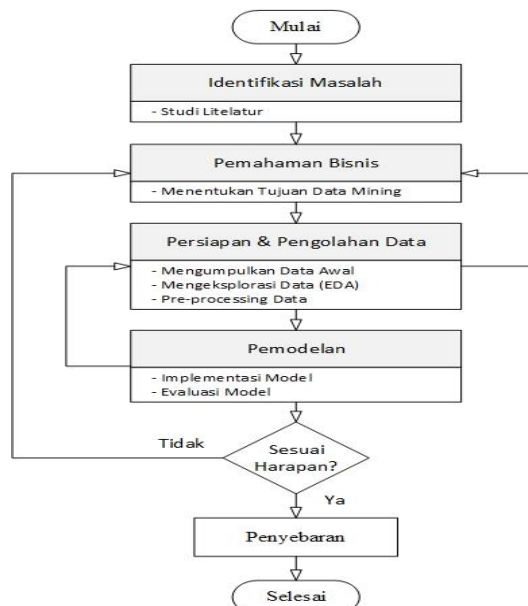 Mulai
Identifikasi Masalah
- Studi Litelatur
Pemahaman Bisnis
- Menentukan Tujuan Data Mining
Persiapan & Pengolahan Data
- Mengumpulkan Data Awal
- Mengeksplorasi Data (EDA)
- Pre-processing Data
Pemodelan
- Implementasi Model
- Evaluasi Model
Tidak
Sesuai
Harapan?
Ya
Penyebaran
Selesai